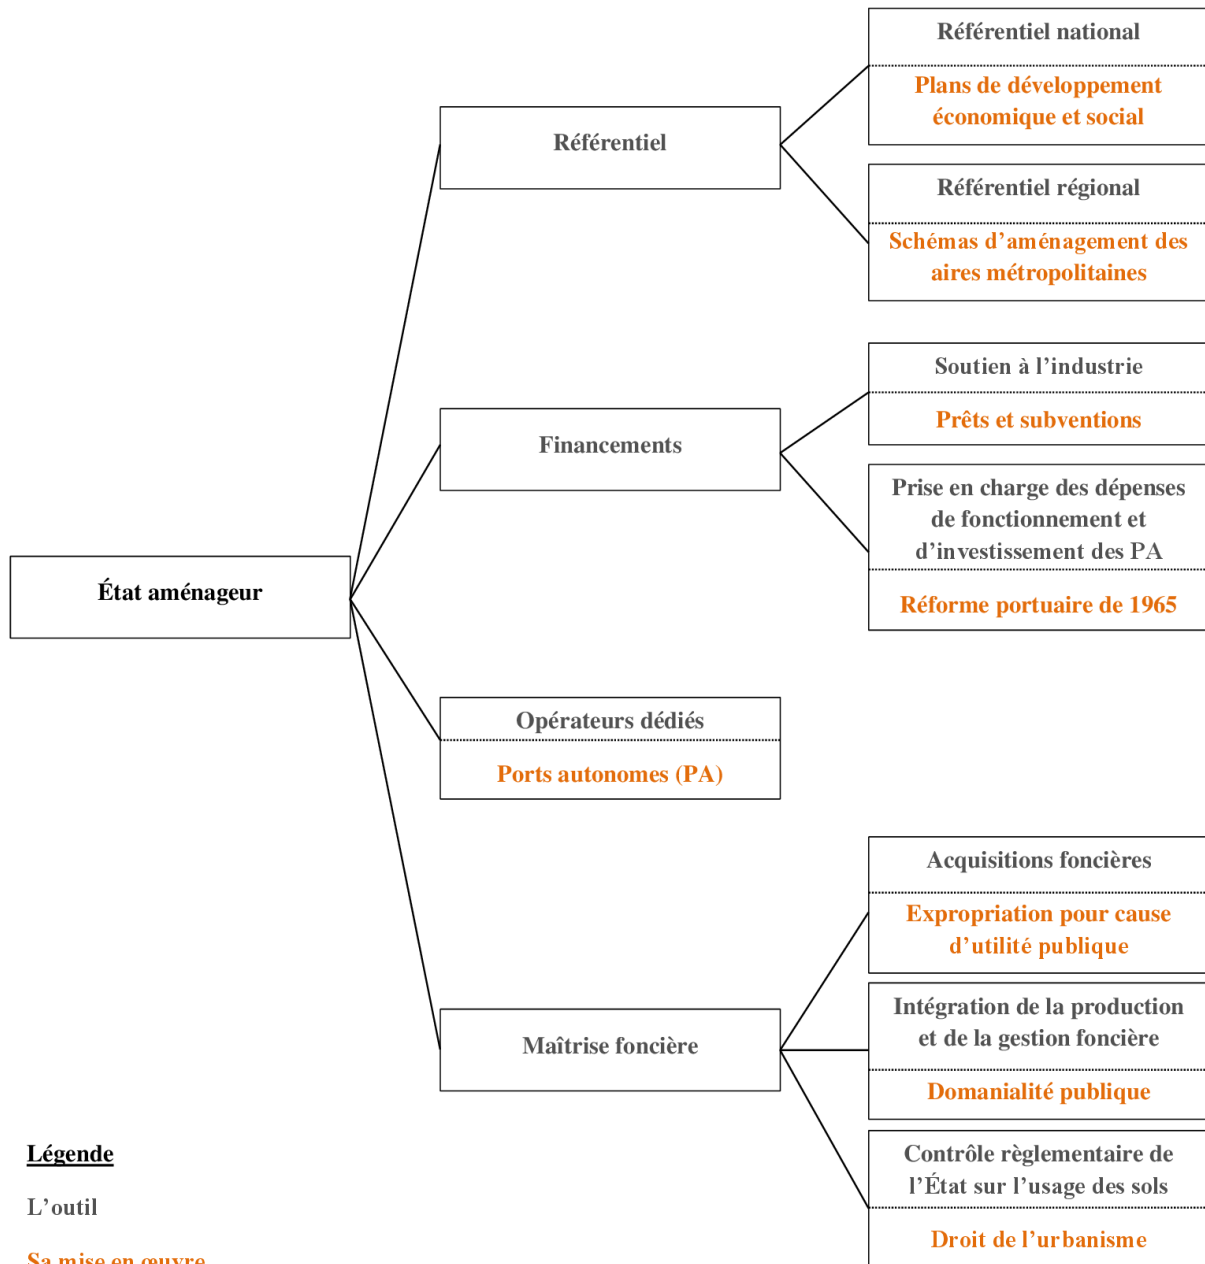 Référentiel national
Plans de développement
économique et social
Référentiel
Référentiel régional
Schémas d'aménagement des
aires métropolitaines
Soutien à l'industrie
Prêts et subventions
Financements
Prise en charge des dépenses
de fonctionnement et
d'investissement des PA
Réforme portuaire de 1965
État aménageur
Opérateurs dédiés
Ports autonomes (PA)
Acquisitions foncières
Expropriation pour cause
d'utilité publique
Maîtrise foncière
Intégration de la production
et de la gestion foncière
Domanialité publique
Contrôle règlementaire de
l'État sur l'usage des sols
Droit de l'urbanisme
Légende
L'outil
Sa mise en œuvre